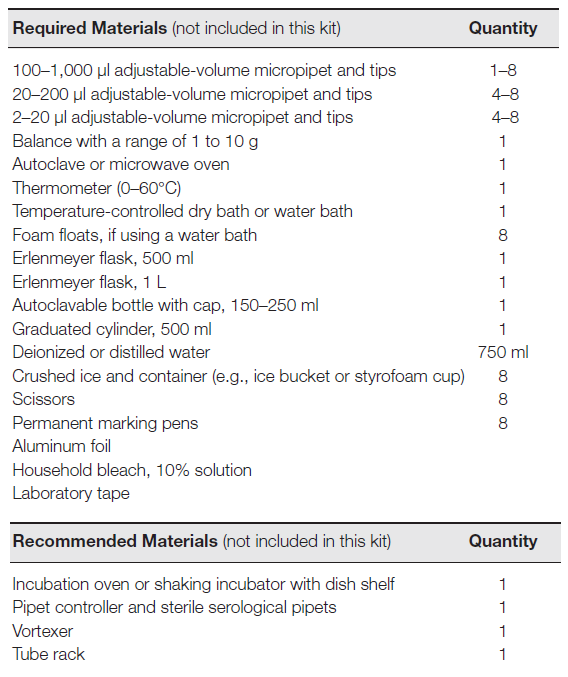 Required Materials (not included in this kit) Quantity
100–1,000 µl adjustable-volume micropipet and tips 1–8
20–200 µl adjustable-volume micropipet and tips 4–8
2–20 µl adjustable-volume micropipet and tips 4–8
Balance with a range of 1 to 10 g 1
Autoclave or microwave oven 1
Thermometer (0–60°C) 1
Temperature-controlled dry bath or water bath 1
Foam floats, if using a water bath 8
Erlenmeyer flask, 500 ml 1
Erlenmeyer flask, 1 L 1
Autoclavable bottle with cap, 150–250 ml 1
Graduated cylinder, 500 ml 1
Deionized or distilled water 750 ml
Crushed ice and container (e.g., ice bucket or styrofoam cup) 8
Scissors 8
Permanent marking pens 8
Aluminum foil
Household bleach, 10% solution
Laboratory tape
Recommended Materials (not included in this kit) Quantity
Incubation oven or shaking incubator with dish shelf 1
Pipet controller and sterile serological pipets 1
Vortexer 1
Tube rack 1